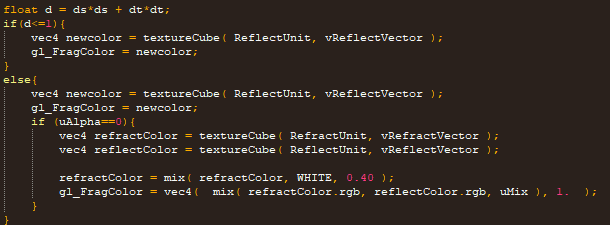 float d = ds*ds + dt*dt;
if(d<=1){
    vec4 newcolor = textureCube( ReflectUnit, vReflectVector );
    gl_FragColor = newcolor;
}
else{
    vec4 newcolor = textureCube( ReflectUnit, vReflectVector );
    gl_FragColor = newcolor;
    if (uAlpha==0){
        vec4 refractColor = textureCube( RefractUnit, vRefractVector );
        vec4 reflectColor = textureCube( ReflectUnit, vReflectVector );

        refractColor = mix( refractColor, WHITE, 0.40 );
        gl_FragColor = vec4(  mix( refractColor.rgb, reflectColor.rgb, uMix ), 1.  );
    }
}